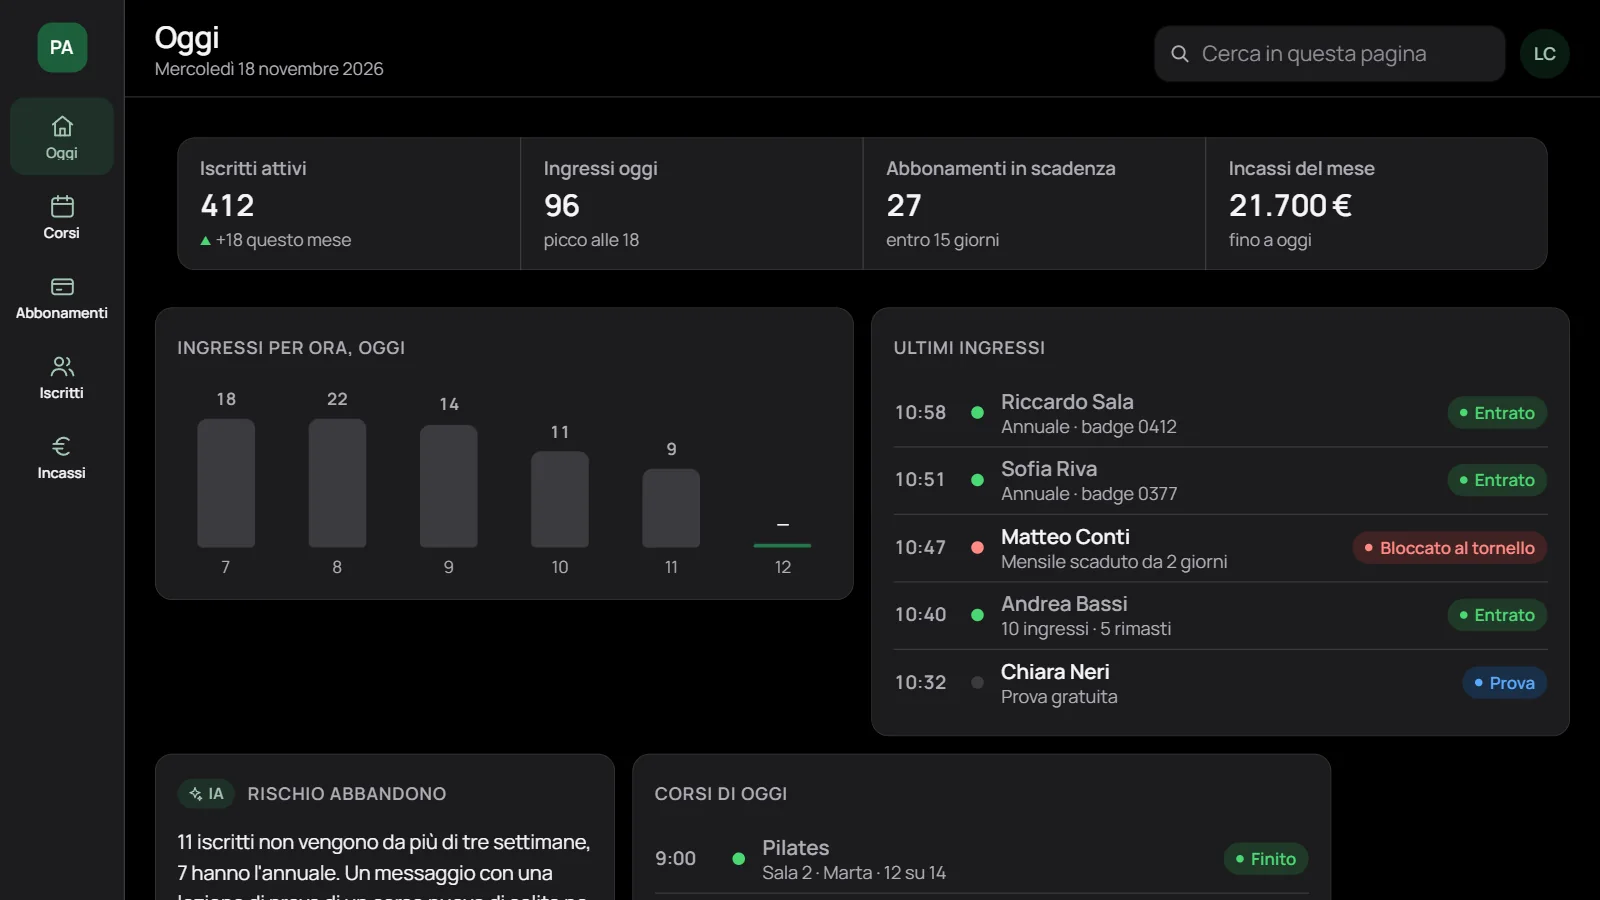 PA
Oggi
Corsi
Abbonamenti
Iscritti
Incassi
Oggi
Mercoledì 18 novembre 2026
Cerca in questa pagina
LC
Iscritti attivi
412
+18 questo mese
Ingressi oggi
96
picco alle 18
Abbonamenti in scadenza
27
entro 15 giorni
Incassi del mese
21.700 €
fino a oggi
INGRESSI PER ORA, OGGI
18 22 14 11 9 –
7 8 9 10 11 12
ULTIMI INGRESSI
10:58 Riccardo Sala Entrato
Annuale · badge 0412
10:51 Sofia Riva Entrato
Annuale · badge 0377
10:47 Matteo Conti Bloccato al tornello
Mensile scaduto da 2 giorni
10:40 Andrea Bassi Entrato
10 ingressi · 5 rimasti
10:32 Chiara Neri Prova
Prova gratuita
IA RISCHIO ABBANDONO
11 iscritti non vengono da più di tre settimane,
7 hanno l'annuale. Un messaggio con una
CORSI DI OGGI
9:00 Pilates Finito
Sala 2 · Marta · 12 su 14